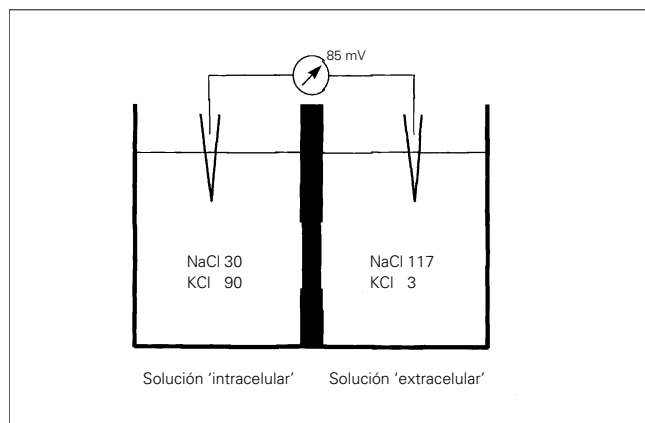 85 mV
NaCl 30
KCl 90
NaCl 117
KCl 3
Solución 'intracelular'
Solución 'extracelular'